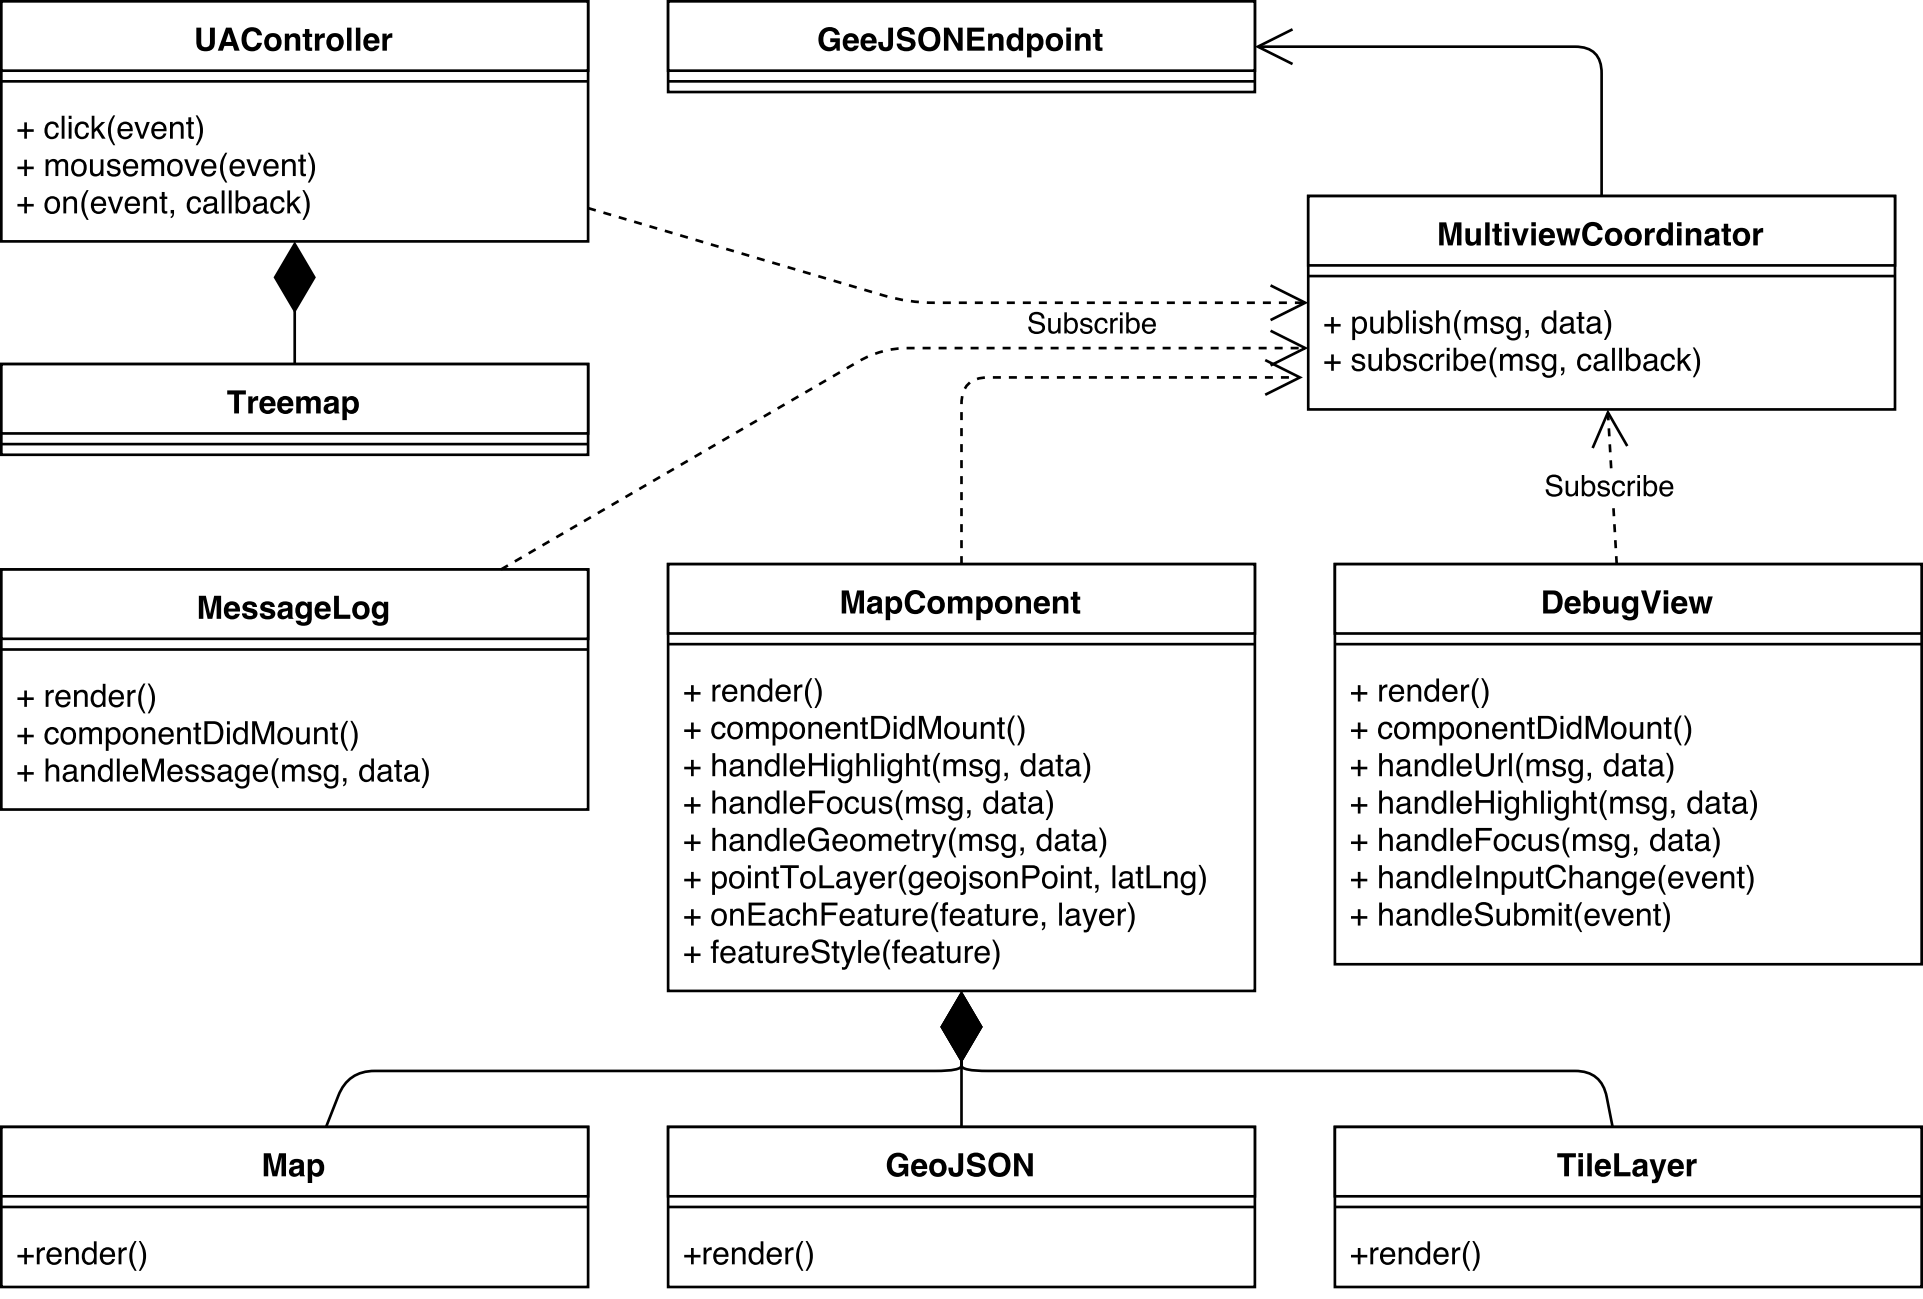 UAController
+ click(event)
+ mousemove(event)
+ on(event, callback)
GeeJSONEndpoint
MultiviewCoordinator
+ publish(msg, data)
+ subscribe(msg, callback)
Subscribe
Treemap
Subscribe
MessageLog
+ render()
+ componentDidMount()
+ handleMessage(msg, data)
MapComponent
+ render()
+ componentDidMount()
+ handleHighlight(msg, data)
+ handleFocus(msg, data)
+ handleGeometry(msg, data)
+ pointToLayer(geojsonPoint, latLng)
+ onEachFeature(feature, layer)
+ featureStyle(feature)
DebugView
+ render()
+ componentDidMount()
+ handleUrl(msg, data)
+ handleHighlight(msg, data)
+ handleFocus(msg, data)
+ handleInputChange(event)
+ handleSubmit(event)
Map
+render()
GeoJSON
+render()
TileLayer
+render()